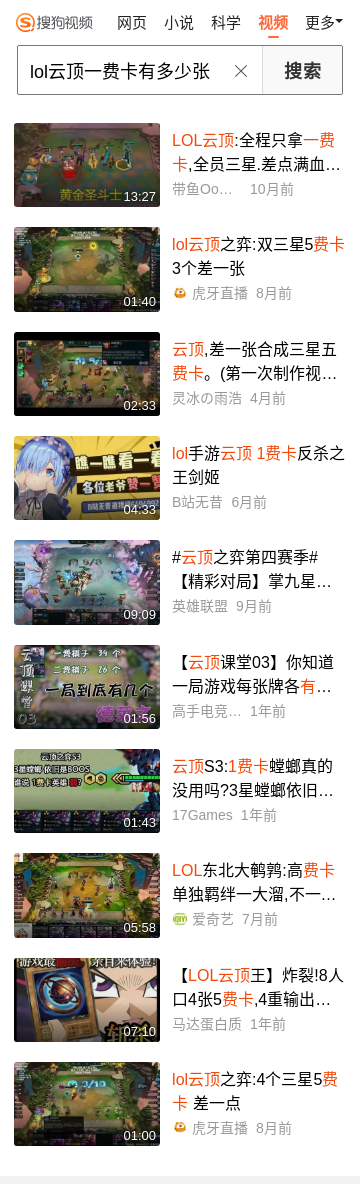 搜狗视频 网页 小说 科学 视频 更多
lol云顶一费卡有多少张 搜索
LOL云顶:全程只拿一费
卡,全员三星.差点满血…
带鱼Oo… 10月前
黄金圣斗士
13:27
lol云顶之弈:双三星5费卡
3个差一张
虎牙直播 8月前
01:40
云顶,差一张合成三星五
费卡。(第一次制作视…
灵冰の雨浩 4月前
02:33
lol手游云顶 1费卡反杀之
王剑姬
B站无昔 6月前
瞧一瞧看一看
各位老爷赞一赞
04:33
#云顶之弈第四赛季#
【精彩对局】掌九星…
英雄联盟 9月前
09:09
【云顶课堂03】你知道
一局游戏每张牌各有…
高手电竞… 1年前
云顶课堂03
一费棋子 39 个
二费棋子 26 个
一局到底有几个
01:56
云顶S3:1费卡螳螂真的
没用吗?3星螳螂依旧…
17Games 1年前
云顶之弈S3
3星螳螂 依旧是BOOS
谁说 1费卡英雄
01:43
LOL东北大鹌鹑:高费卡
单独羁绊一大溜,不一…
爱奇艺 7月前
05:58
【LOL云顶王】炸裂!8人
口4张5费卡,4重输出…
马达蛋白质 1年前
07:10
lol云顶之弈:4个三星5费
卡 差一点
虎牙直播 8月前
01:00